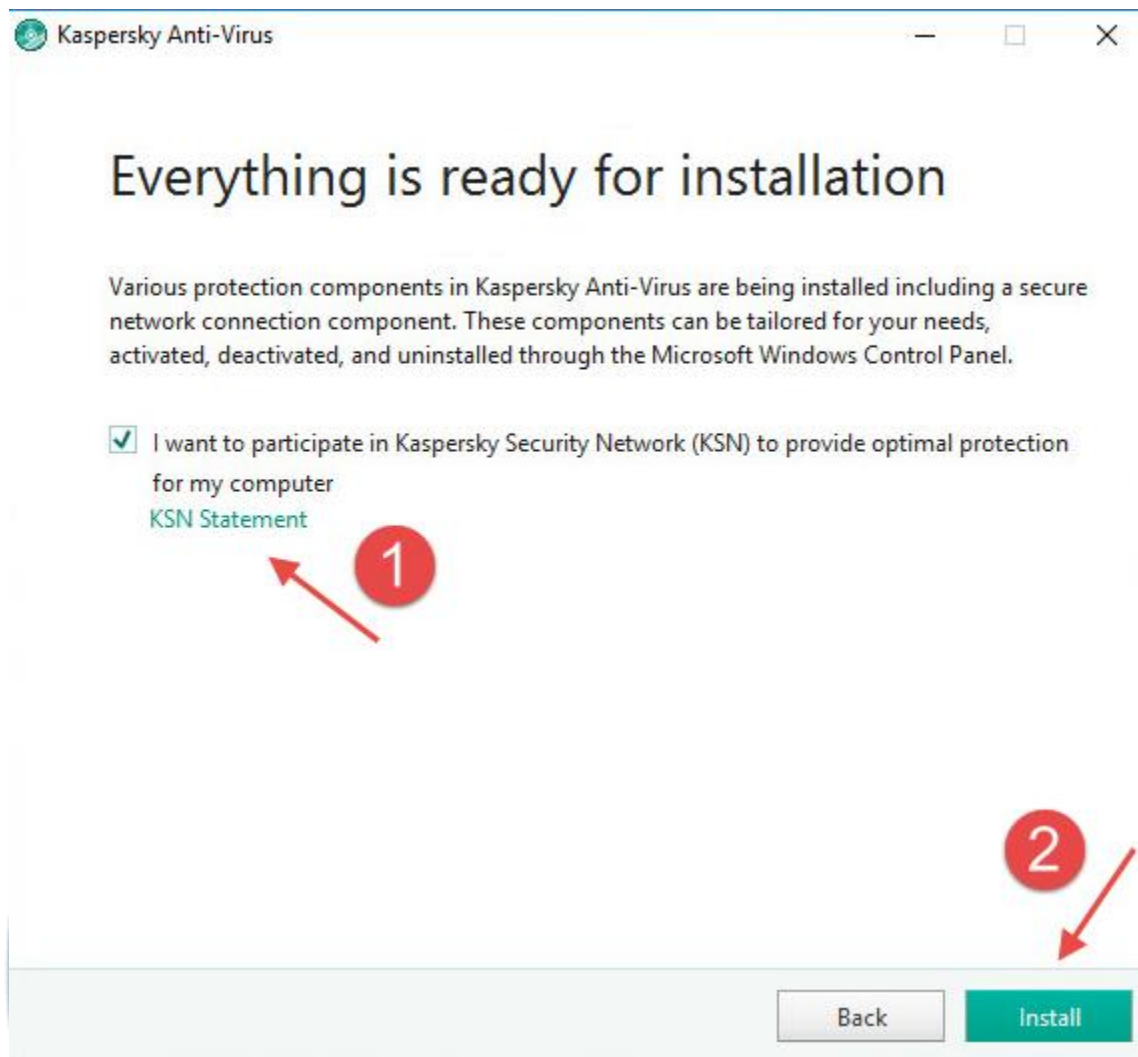 Kaspersky Anti-Virus
Everything is ready for installation
Various protection components in Kaspersky Anti-Virus are being installed including a secure
network connection component. These components can be tailored for your needs,
activated, deactivated, and uninstalled through the Microsoft Windows Control Panel.
I want to participate in Kaspersky Security Network (KSN) to provide optimal protection
for my computer
KSN Statement
1
2
Back
Install